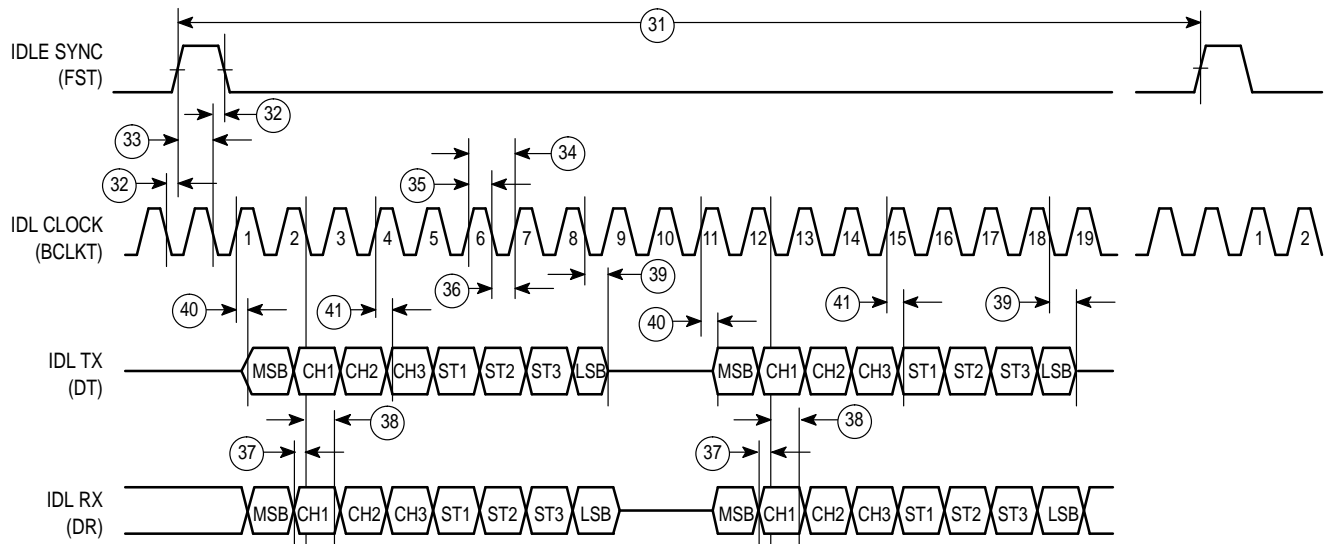 31
IDLE SYNC
(FST)
32
33
34
35
32
IDL CLOCK
(BCLKT)
1 2 3 4 5 6 7 8 9 10 11 12 13 14 15 16 17 18 19 1 2
36
39
40
41
40
41
39
IDL TX
(DT)
MSB CH1 CH2 CH3 ST1 ST2 ST3 LSB MSB CH1 CH2 CH3 ST1 ST2 ST3 LSB
38
38
37
37
IDL RX
(DR)
MSB CH1 CH2 CH3 ST1 ST2 ST3 LSB MSB CH1 CH2 CH3 ST1 ST2 ST3 LSB